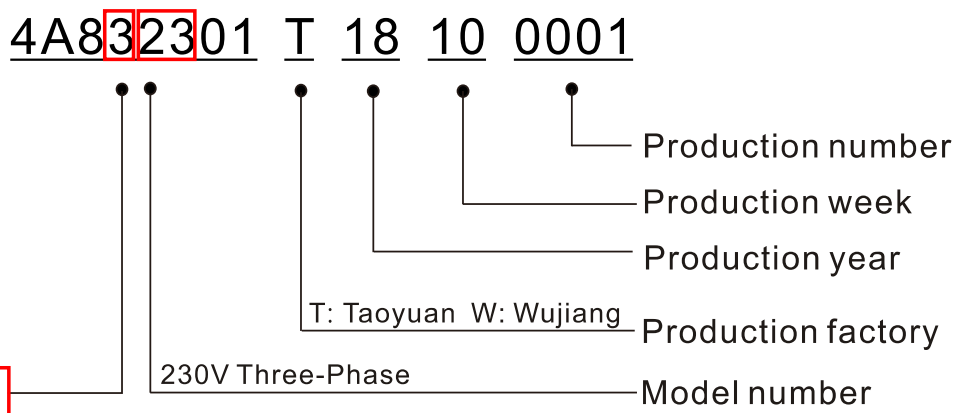 4A832301 T 18 10 0001
Production number
Production week
Production year
T: Taoyuan W: Wujiang
Production factory
230V Three-Phase
Model number